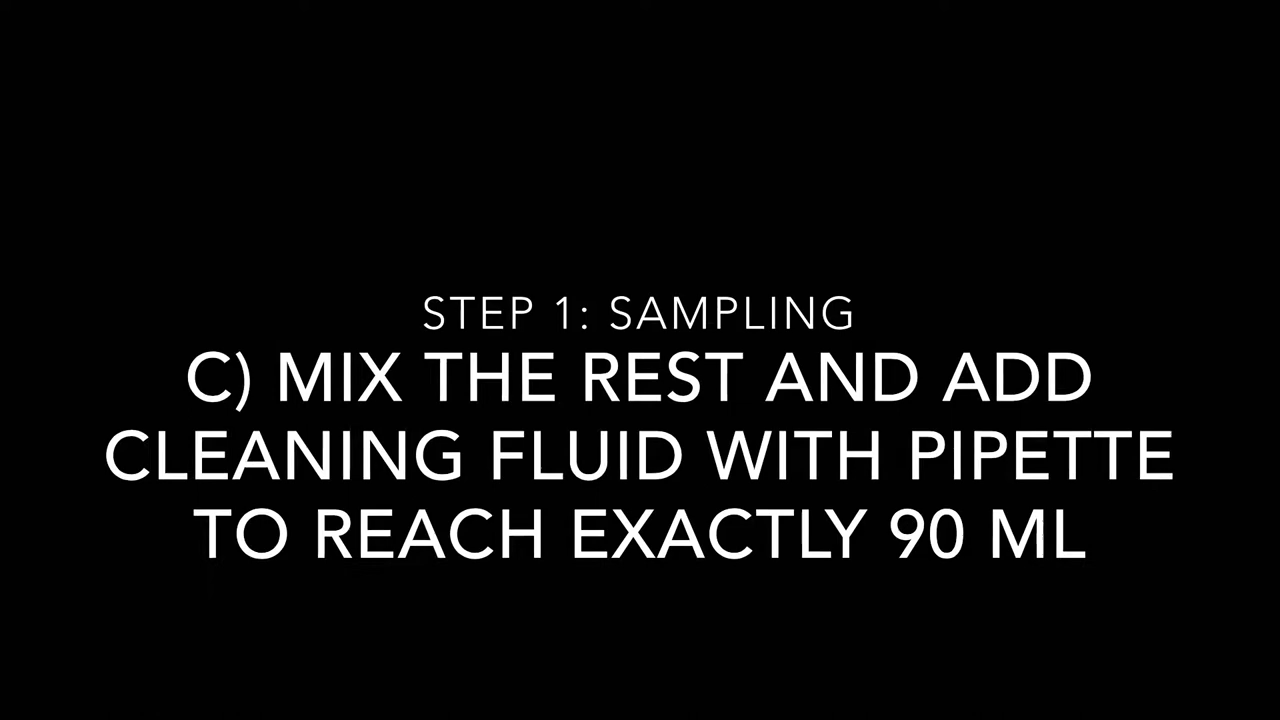 STEP 1: SAMPLING
C) MIX THE REST AND ADD
CLEANING FLUID WITH PIPETTE
TO REACH EXACTLY 90 ML